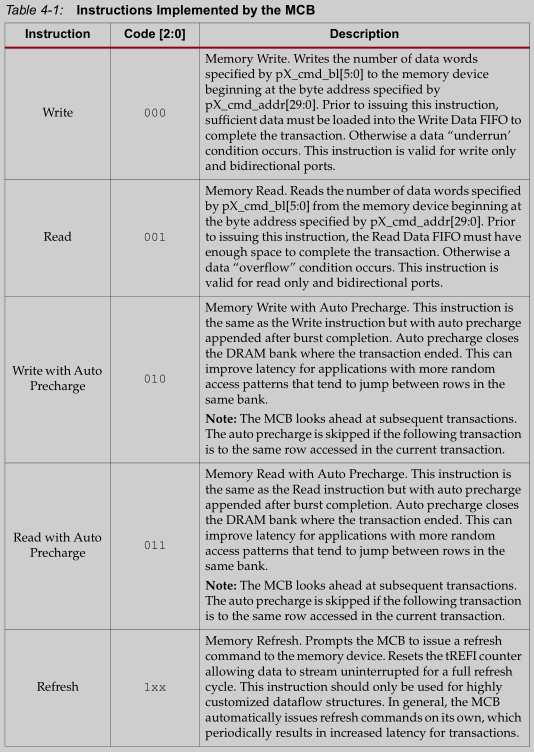 Table 4-1: Instructions Implemented by the MCB
Instruction Code [2:0] Description
Write
000
Memory Write. Writes the number of data words
specified by pX_cmd_bl[5:0] to the memory device
beginning at the byte address specified by
pX_cmd_addr[29:0]. Prior to issuing this instruction,
sufficient data must be loaded into the Write Data FIFO to
complete the transaction. Otherwise a data “underrun’
condition occurs. This instruction is valid for write only
and bidirectional ports.
Read
001
Memory Read. Reads the number of data words specified
by pX_cmd_bl[5:0] from the memory device beginning at
the byte address specified by pX_cmd_addr[29:0]. Prior
to issuing this instruction, the Read Data FIFO must have
enough space to complete the transaction. Otherwise a
data “overflow” condition occurs. This instruction is
valid for read only and bidirectional ports.
Write with Auto
Precharge
010
Memory Write with Auto Precharge. This instruction is
the same as the Write instruction but with auto precharge
appended after burst completion. Auto precharge closes
the DRAM bank where the transaction ended. This can
improve latency for applications with more random
access patterns that tend to jump between rows in the
same bank.
Note: The MCB looks ahead at subsequent transactions.
The auto precharge is skipped if the following transaction
is to the same row accessed in the current transaction.
Read with Auto
Precharge
011
Memory Read with Auto Precharge. This instruction is
the same as the Read instruction but with auto precharge
appended after burst completion. Auto precharge closes
the DRAM bank where the transaction ended. This can
improve latency for applications with more random
access patterns that tend to jump between rows in the
same bank.
Note: The MCB looks ahead at subsequent transactions.
The auto precharge is skipped if the following transaction
is to the same row accessed in the current transaction.
Refresh
1xx
Memory Refresh. Prompts the MCB to issue a refresh
command to the memory device. Resets the tREFI counter
allowing data to stream uninterrupted for a full refresh
cycle. This instruction should only be used for highly
customized dataflow structures. In general, the MCB
automatically issues refresh commands on its own, which
periodically results in increased latency for transactions.